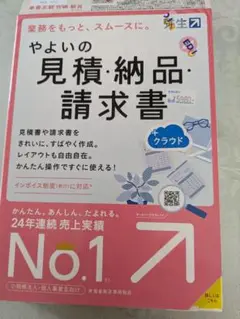 業務をもっと、スムーズに。
弥生
やよいの
見積・納品・
請求書
+
クラウド
見積書や請求書を
きれいに、すばやく作成。
レイアウトも自由自在。
かんたん操作ですぐに使える!
インボイス制度
に対応
かんたん、あんしん、たよれる。
24年連続 売上実績
No.1